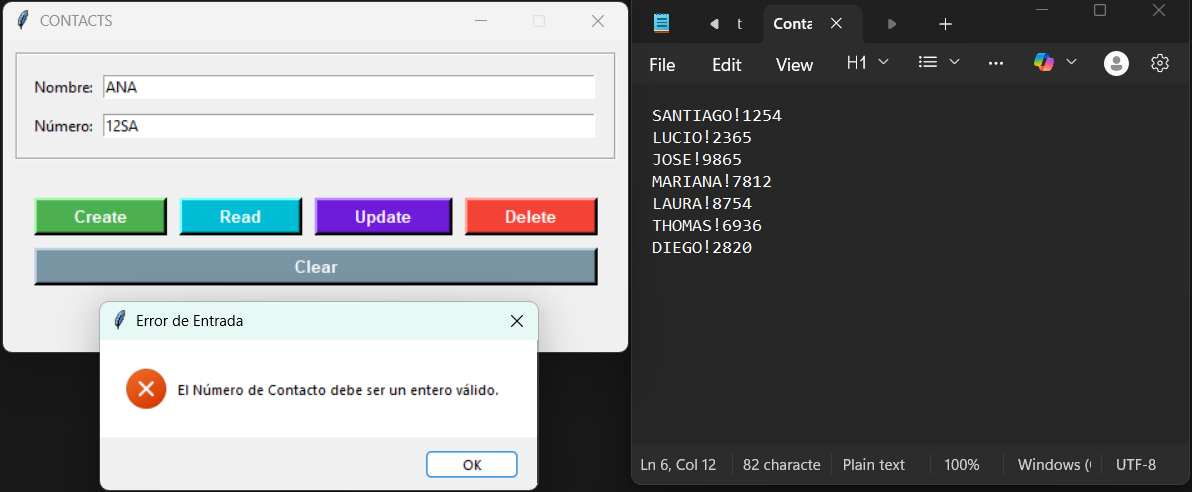 CONTACTS
Nombre: ANA
Número: 12SA
Create Read Update Delete
Clear
Error de Entrada
El Número de Contacto debe ser un entero válido.
OK
t Conta
File Edit View H1
SANTIAGO!1254
LUCIO!2365
JOSE!9865
MARIANA!7812
LAURA!8754
THOMAS!6936
DIEGO!2820
Ln 6, Col 12 82 characte Plain text 100% Windows (C UTF-8